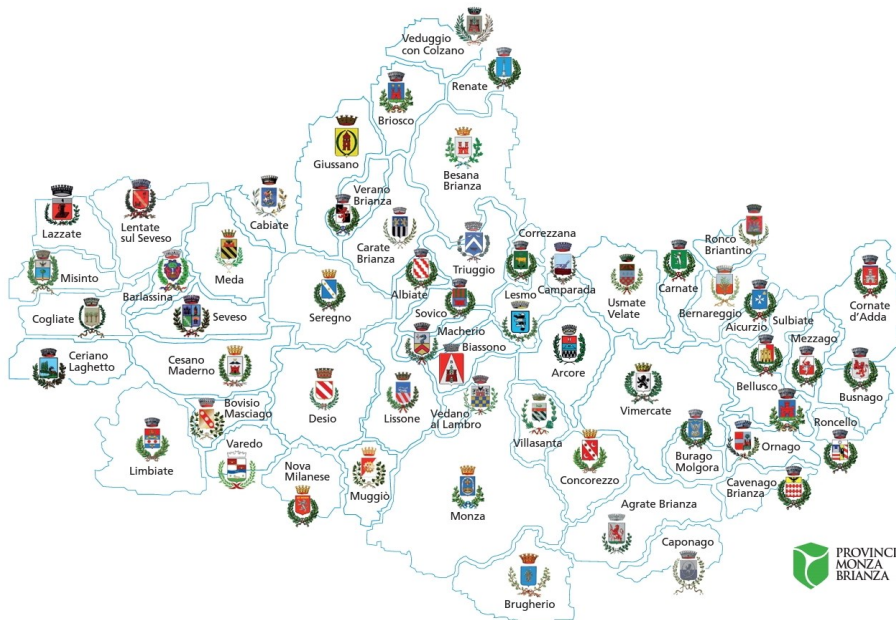 Veduggio
con Colzano
Renate
Briosco
Giussano
Besana
Brianza
Verano
Brianza
Lazzate
Lentate
sul Seveso
Cabiate
Carate
Brianza
Triuggio
Correzzana
Ronco
Briantino
Misinto
Barlassina
Meda
Albiate
Lesmo
Camparada
Usmate
Velate
Carnate
Bernareggio
Aicurzio
Sulbiate
Cornate
d'Adda
Cogliate
Seveso
Seregno
Sovico
Macherio
Biassono
Mezzago
Ceriano
Laghetto
Cesano
Maderno
Arcore
Bellusco
Busnago
Bovisio
Masciago
Desio
Lissone
Vedano
al Lambro
Vimercate
Limbiate
Varedo
Villasanta
Roncello
Nova
Milanese
Muggiò
Concorezzo
Burago
Molgora
Ornago
Monza
Cavenago
Brianza
Agrate Brianza
Caponago
Brugherio
PROVINCI
MONZA
BRIANZA